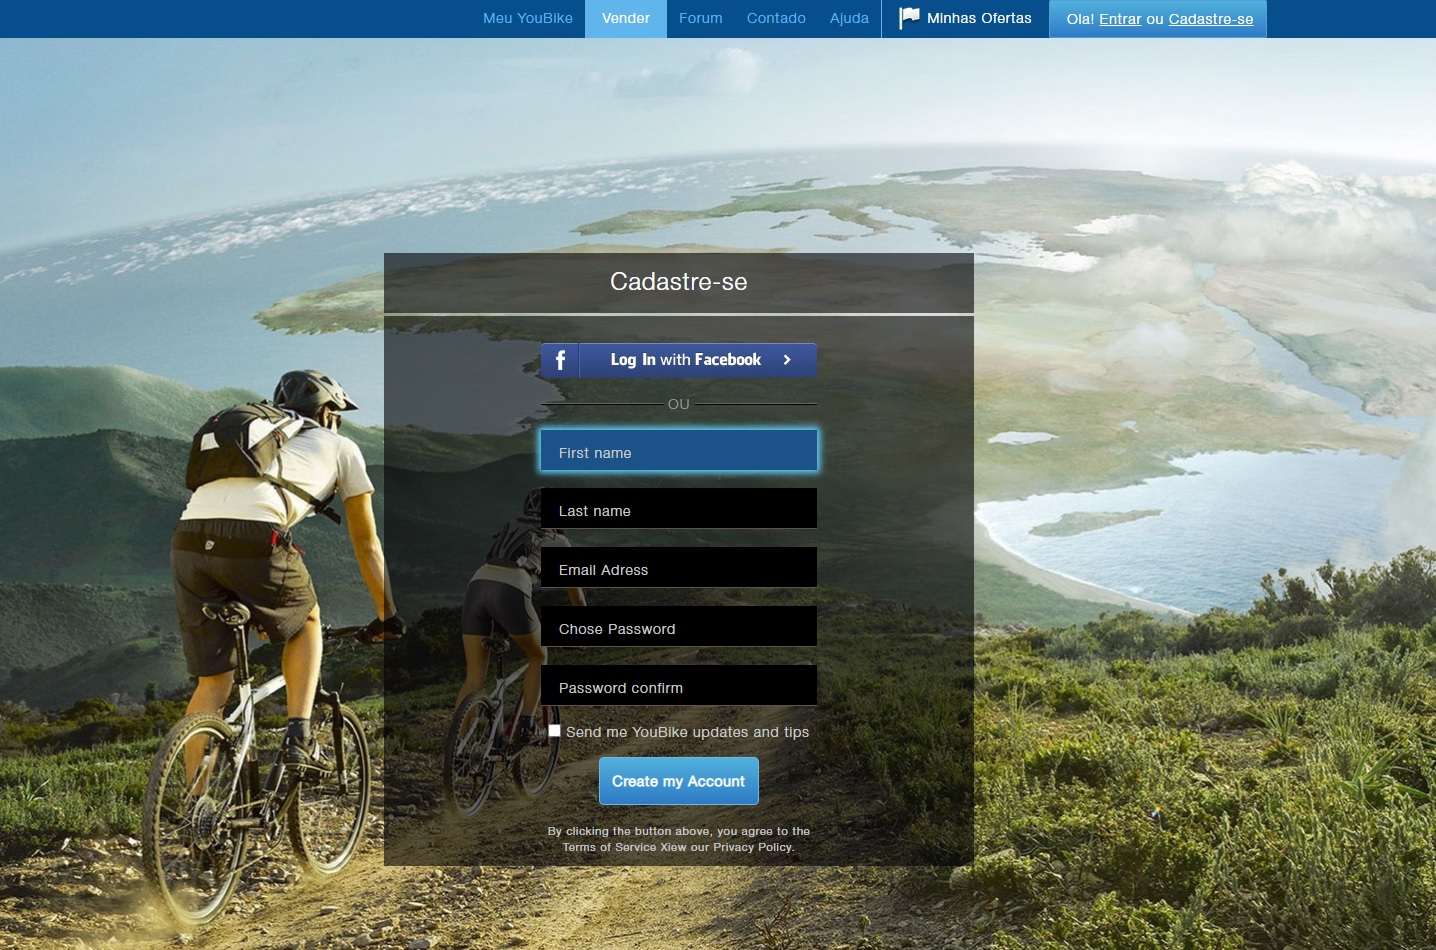 Meu YouBike Vender Forum Contado Ajuda Minhas Ofertas Ola! Entrar ou Cadastre-se
Cadastre-se
f Log In with Facebook >
OU
First name
Last name
Email Adress
Chose Password
Password confirm
Send me YouBike updates and tips
Create my Account
By clicking the button above, you agree to the
Terms of Service Xiew our Privacy Policy.